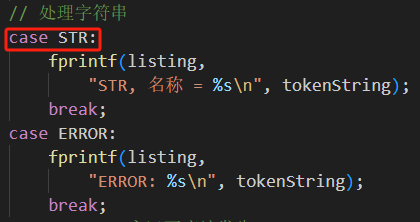 // 处理字符串
case STR:
fprintf(listing,
"STR, 名称 = %s\n", tokenString);
break;
case ERROR:
fprintf(listing,
"ERROR: %s\n", tokenString);
break;